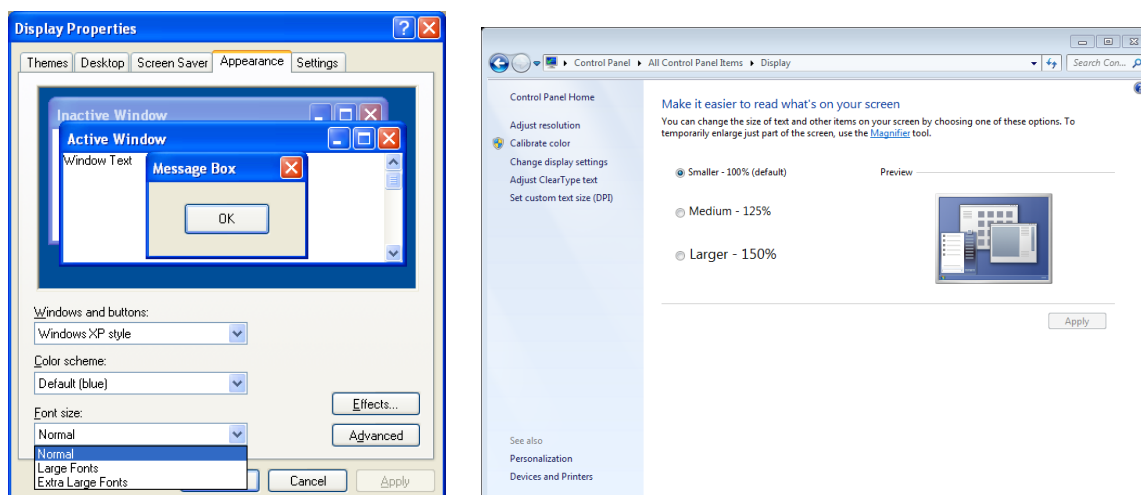 Display Properties
Themes Desktop Screen Saver Appearance Settings
Inactive Window
Active Window
Window Text
Message Box
OK
Windows and buttons:
Windows XP style
Color scheme:
Default (blue)
Font size:
Normal
Effects...
Advanced
Normal
Large Fonts
Extra Large Fonts
Cancel
Apply
Control Panel All Control Panel Items Display
Search Con...
Control Panel Home
Adjust resolution
Calibrate color
Change display settings
Adjust ClearType text
Set custom text size (DPI)
Make it easier to read what's on your screen
You can change the size of text and other items on your screen by choosing one of these options. To
temporarily enlarge just part of the screen, use the Magnifier tool.
Smaller - 100% (default)
Preview
Medium - 125%
Larger - 150%
Apply
See also
Personalization
Devices and Printers